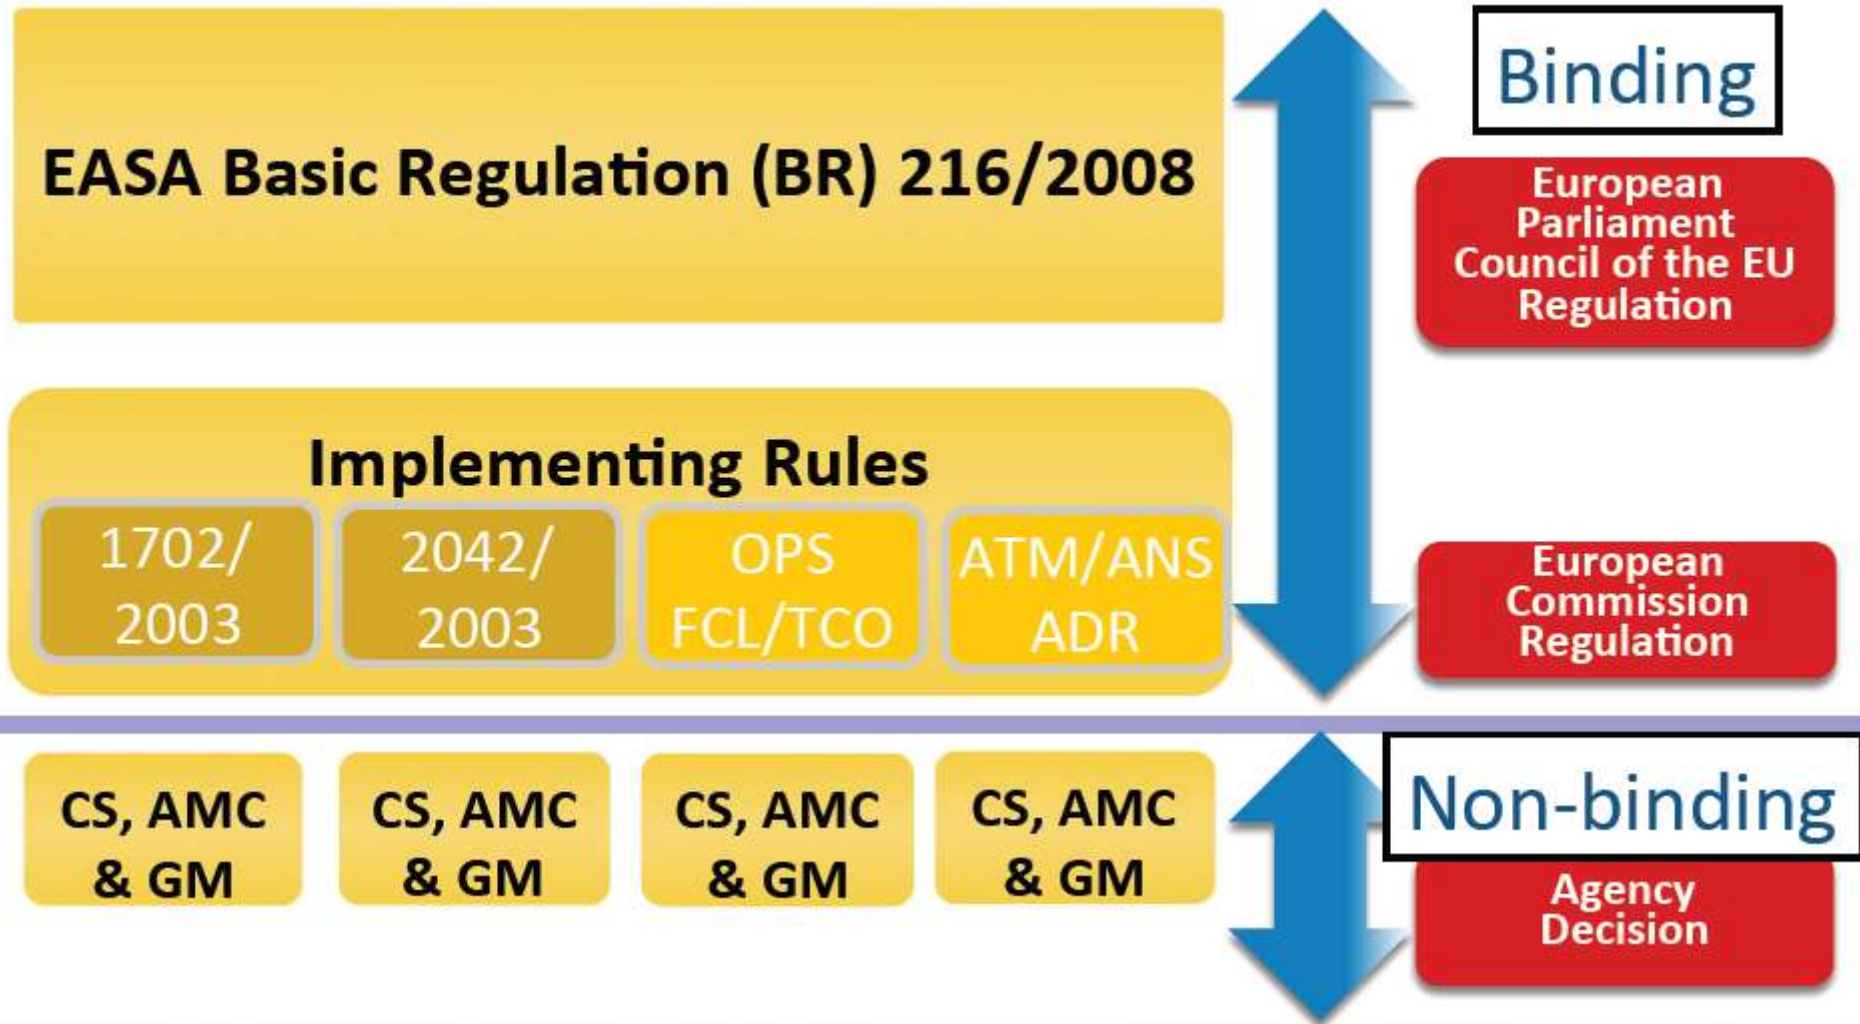 EASA Basic Regulation (BR) 216/2008
Binding
European
Parliament
Council of the EU
Regulation
Implementing Rules
1702/
2003
2042/
2003
OPS
FCL/TCO
ATM/ANS
ADR
European
Commission
Regulation
CS, AMC
& GM
CS, AMC
& GM
CS, AMC
& GM
CS, AMC
& GM
Non-binding
Agency
Decision